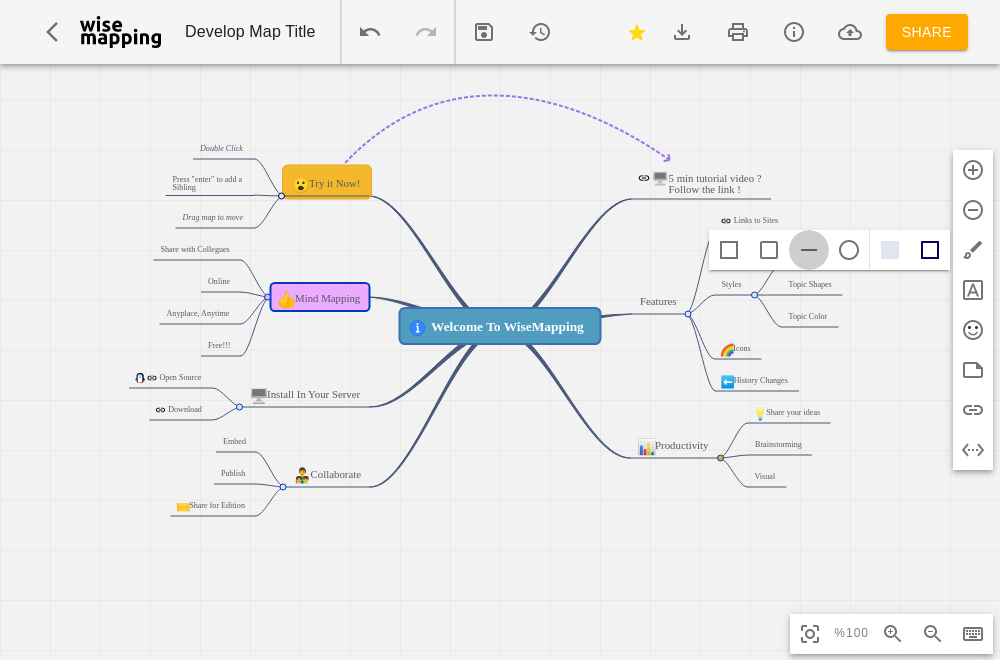 wise
mapping
Develop Map Title
SHARE
Double Click
Press "enter" to add a
Sibling
Drag map to move
Try it Now!
5 min tutorial video ?
Follow the link !
Links to Sites
Share with Collegues
Online
Anyplace, Anytime
Free!!!
Mind Mapping
Styles
Topic Shapes
Topic Color
Features
Welcome To WiseMapping
Icons
History Changes
Open Source
Download
Install In Your Server
Share your ideas
Brainstorming
Visual
Productivity
Embed
Publish
Share for Edition
Collaborate
%100